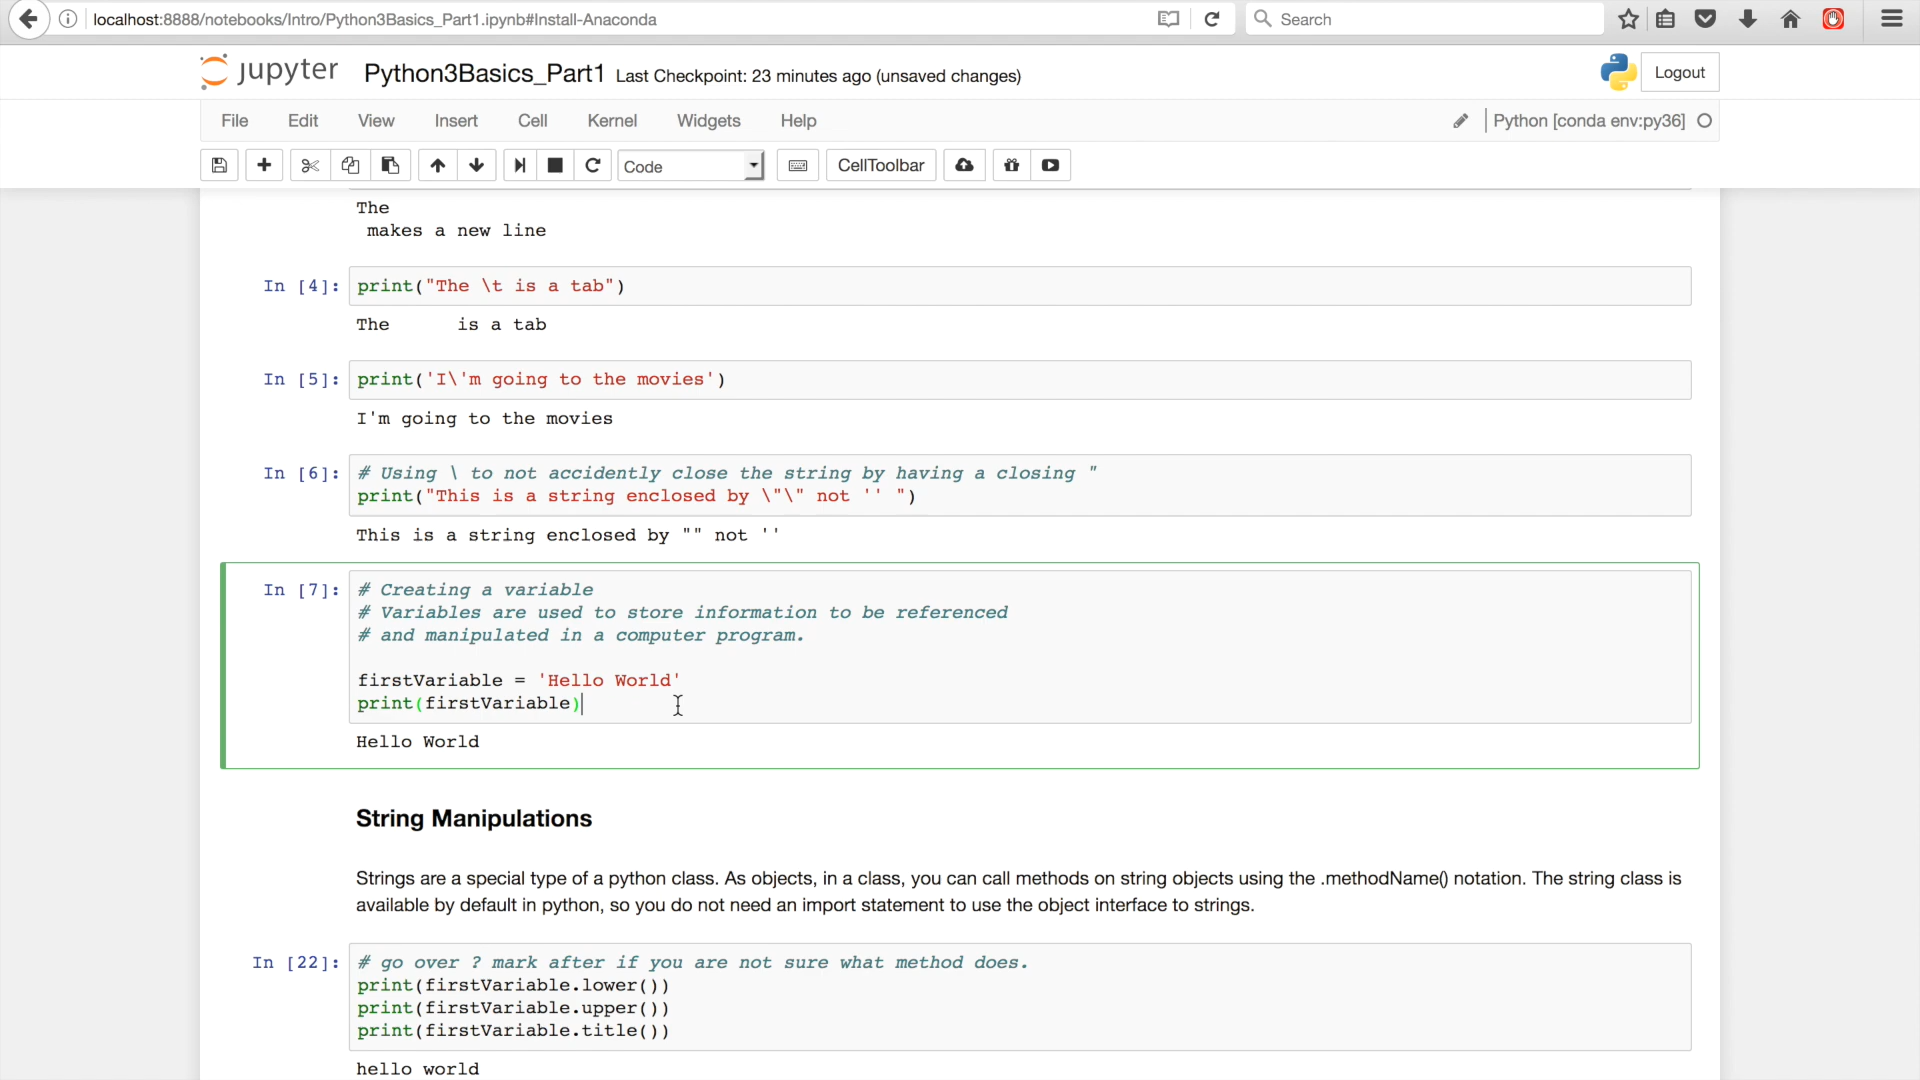 localhost:8888/notebooks/Intro/Python3Basics_Part1.ipynb#Install-Anaconda
Search
jupyter Python3Basics_Part1 Last Checkpoint: 23 minutes ago (unsaved changes)
Logout
File Edit View Insert Cell Kernel Widgets Help
Python [conda env:py36]
Code
CellToolbar
The
makes a new line
In [4]: print("The \t is a tab")
The is a tab
In [5]: print('I\'m going to the movies')
I'm going to the movies
In [6]: # Using \ to not accidently close the string by having a closing "
print("This is a string enclosed by \"\" not '' ")
This is a string enclosed by "" not ''
In [7]: # Creating a variable
# Variables are used to store information to be referenced
# and manipulated in a computer program.
firstVariable = 'Hello World'
print(firstVariable)
Hello World
String Manipulations
Strings are a special type of a python class. As objects, in a class, you can call methods on string objects using the .methodName() notation. The string class is
available by default in python, so you do not need an import statement to use the object interface to strings.
In [22]: # go over ? mark after if you are not sure what method does.
print(firstVariable.lower())
print(firstVariable.upper())
print(firstVariable.title())
hello world